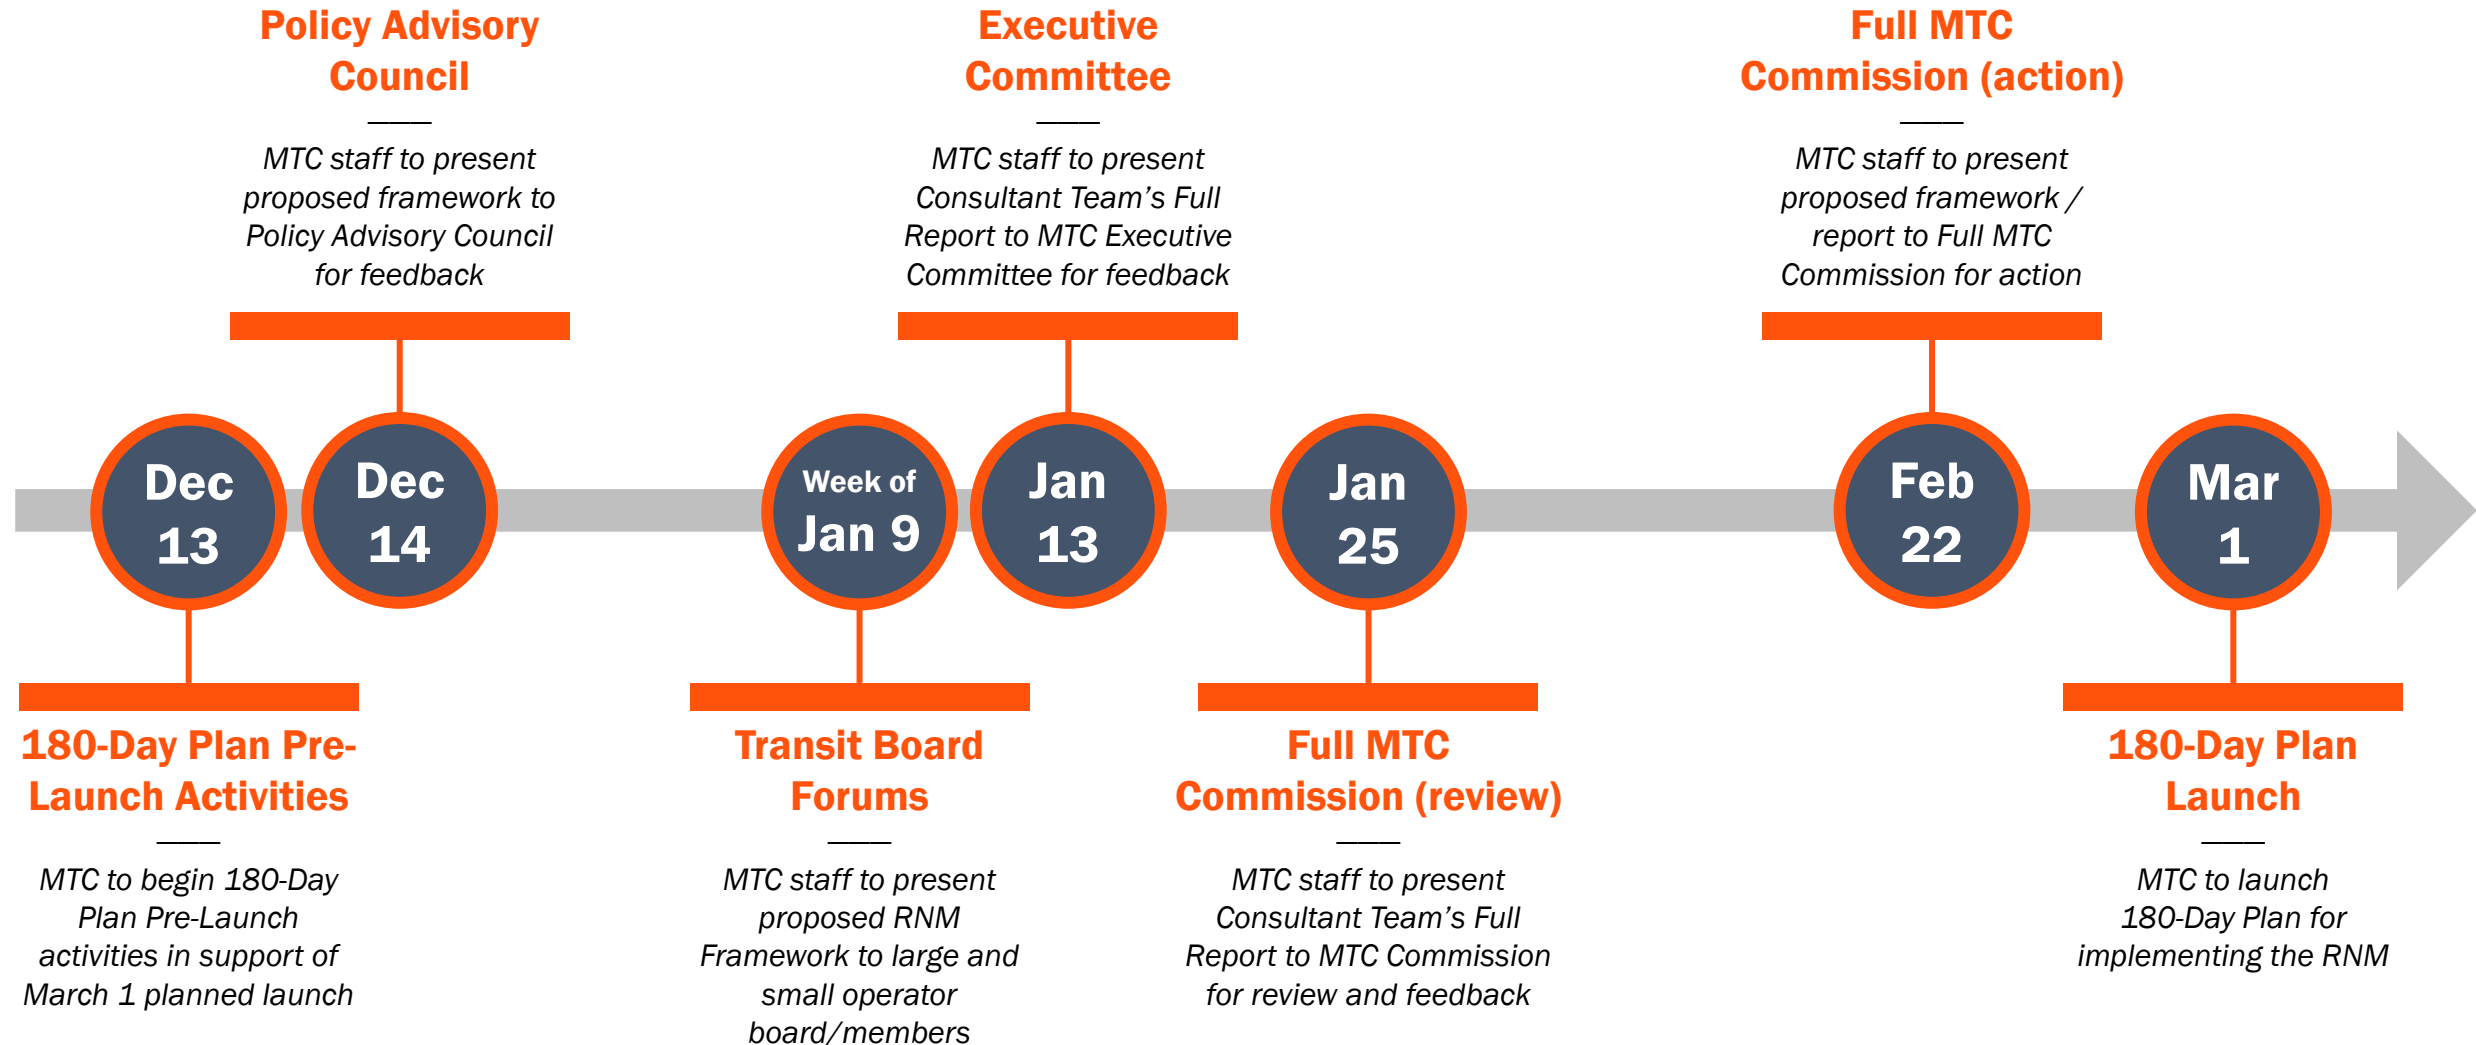 Policy Advisory
Council
MTC staff to present
proposed framework to
Policy Advisory Council
for feedback
Executive
Committee
MTC staff to present
Consultant Team's Full
Report to MTC Executive
Committee for feedback
Full MTC
Commission (action)
MTC staff to present
proposed framework /
report to Full MTC
Commission for action
Dec
13
Dec
14
Week of
Jan 9
Jan
13
Jan
25
Feb
22
Mar
1
180-Day Plan Pre-
Launch Activities
MTC to begin 180-Day
Plan Pre-Launch
activities in support of
March 1 planned launch
Transit Board
Forums
MTC staff to present
proposed RNM
Framework to large and
small operator
board/members
Full MTC
Commission (review)
MTC staff to present
Consultant Team's Full
Report to MTC Commission
for review and feedback
180-Day Plan
Launch
MTC to launch
180-Day Plan for
implementing the RNM